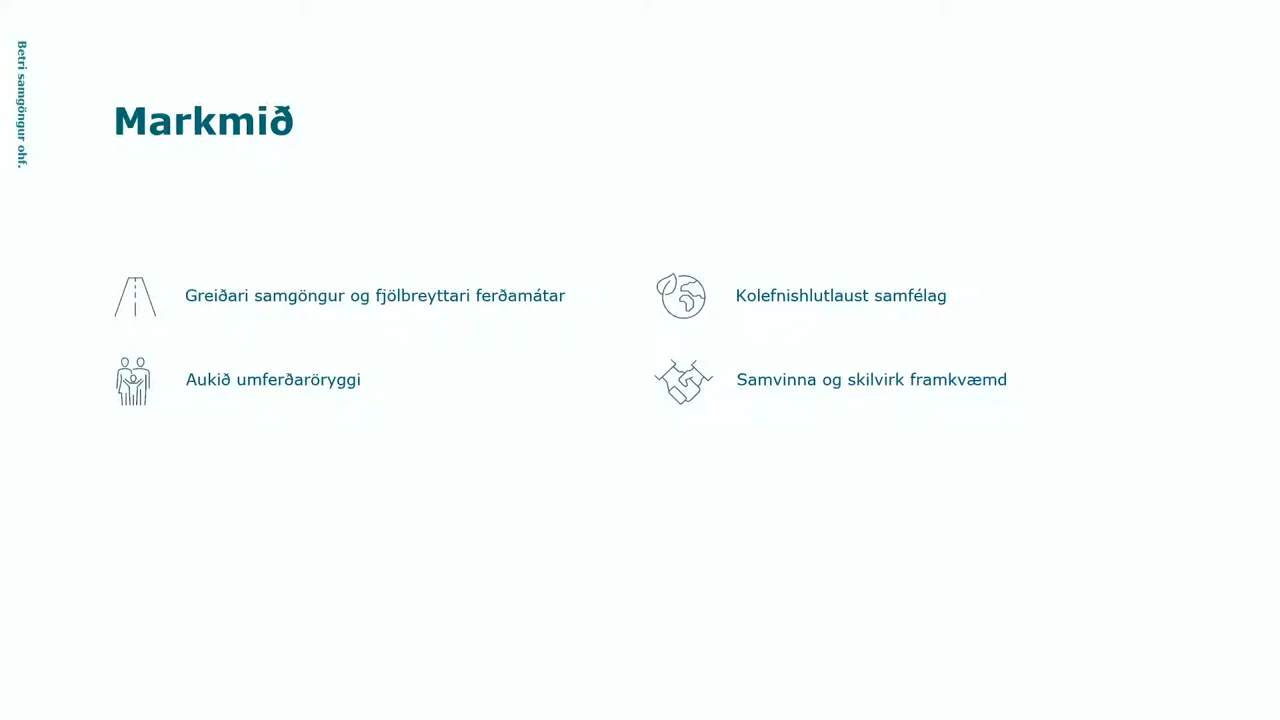 Betri samgöngur ohf.
Markmið
Greiðari samgöngur og fjölbreyttari ferðamátar
Aukið umferðaröryggi
Kolefnishlutlaust samfélag
Samvinna og skilvirk framkvæmd